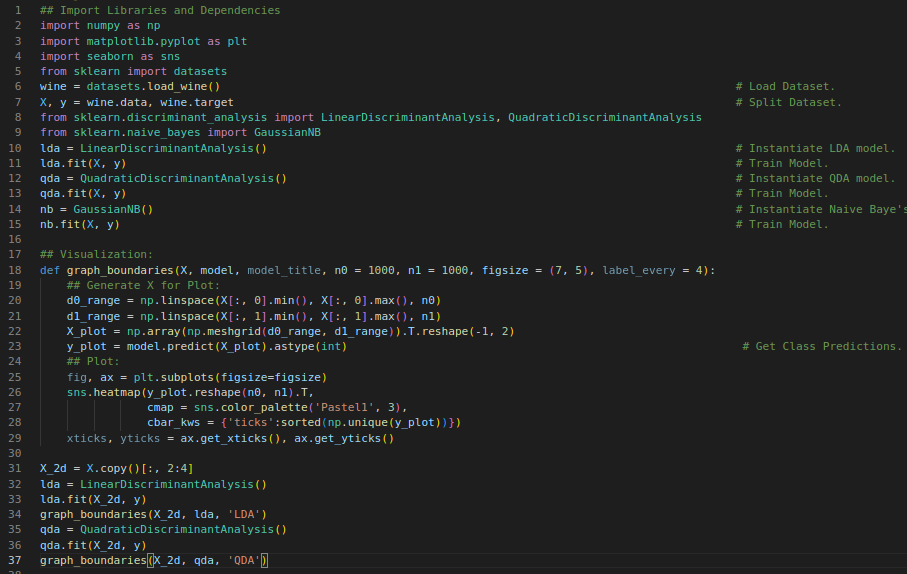 1 ## Import Libraries and Dependencies
2 import numpy as np
3 import matplotlib.pyplot as plt
4 import seaborn as sns
5 from sklearn import datasets
6 wine = datasets.load_wine() # Load Dataset.
7 X, y = wine.data, wine.target # Split Dataset.
8 from sklearn.discriminant_analysis import LinearDiscriminantAnalysis, QuadraticDiscriminantAnalysis
9 from sklearn.naive_bayes import GaussianNB
10 lda = LinearDiscriminantAnalysis() # Instantiate LDA model.
11 lda.fit(X, y) # Train Model.
12 qda = QuadraticDiscriminantAnalysis() # Instantiate QDA model.
13 qda.fit(X, y) # Train Model.
14 nb = GaussianNB() # Instantiate Naive Baye's
15 nb.fit(X, y) # Train Model.
16
17 ## Visualization:
18 def graph_boundaries(X, model, model_title, n0 = 1000, n1 = 1000, figsize = (7, 5), label_every = 4):
19     ## Generate X for Plot:
20     d0_range = np.linspace(X[:, 0].min(), X[:, 0].max(), n0)
21     d1_range = np.linspace(X[:, 1].min(), X[:, 1].max(), n1)
22     X_plot = np.array(np.meshgrid(d0_range, d1_range)).T.reshape(-1, 2)
23     y_plot = model.predict(X_plot).astype(int) # Get Class Predictions.
24     ## Plot:
25     fig, ax = plt.subplots(figsize=figsize)
26     sns.heatmap(y_plot.reshape(n0, n1).T,
27                 cmap = sns.color_palette('Pastel1', 3),
28                 cbar_kws = {'ticks':sorted(np.unique(y_plot))})
29     xticks, yticks = ax.get_xticks(), ax.get_yticks()
30
31 X_2d = X.copy()[:, 2:4]
32 lda = LinearDiscriminantAnalysis()
33 lda.fit(X_2d, y)
34 graph_boundaries(X_2d, lda, 'LDA')
35 qda = QuadraticDiscriminantAnalysis()
36 qda.fit(X_2d, y)
37 graph_boundaries(X_2d, qda, 'QDA')